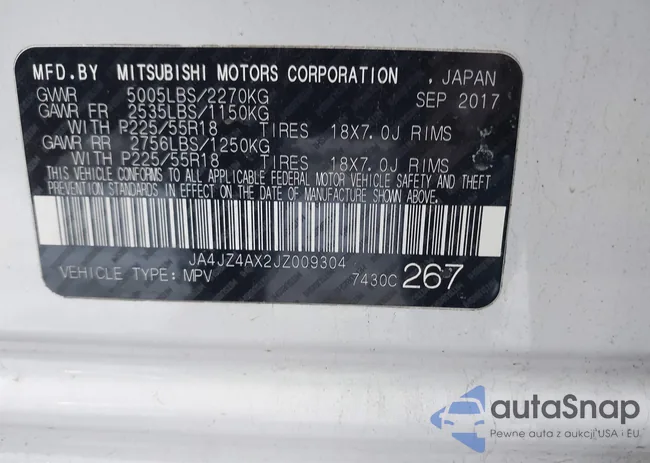 MFD.BY MITSUBISHI MOTORS CORPORATION , JAPAN
GVWR 5005LBS/2270KG SEP 2017
GAWR FR 2535LBS/1150KG
WITH P225/55R18 TIRES 18X7.0J RIMS
GAWR RR 2756LBS/1250KG
WITH P225/55R18 TIRES 18X7.0J RIMS
THIS VEHICLE CONFORMS TO ALL APPLICABLE FEDERAL MOTOR VEHICLE SAFETY AND THEFT
PREVENTION STANDARDS IN EFFECT ON THE DATE OF MANUFACTURE SHOWN ABOVE.
JA4JZ4AX2JZ009304
VEHICLE TYPE: MPV 7430C 267
autaSnap
Pewne auta z aukcji USA i EU